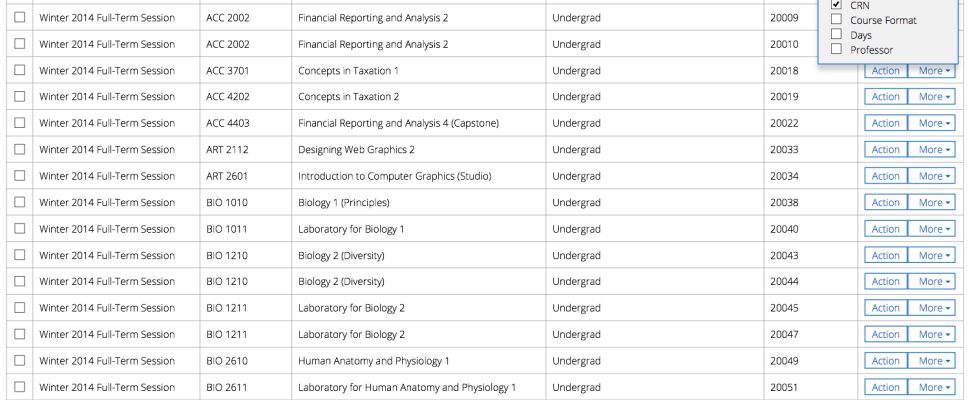 Winter 2014 Full-Term Session ACC 2002 Financial Reporting and Analysis 2 Undergrad 20009
CRN
Course Format
Winter 2014 Full-Term Session ACC 2002 Financial Reporting and Analysis 2 Undergrad 20010
Days
Professor
Winter 2014 Full-Term Session ACC 3701 Concepts in Taxation 1 Undergrad 20018 Action More
Winter 2014 Full-Term Session ACC 4202 Concepts in Taxation 2 Undergrad 20019 Action More
Winter 2014 Full-Term Session ACC 4403 Financial Reporting and Analysis 4 (Capstone) Undergrad 20022 Action More
Winter 2014 Full-Term Session ART 2112 Designing Web Graphics 2 Undergrad 20033 Action More
Winter 2014 Full-Term Session ART 2601 Introduction to Computer Graphics (Studio) Undergrad 20034 Action More
Winter 2014 Full-Term Session BIO 1010 Biology 1 (Principles) Undergrad 20038 Action More
Winter 2014 Full-Term Session BIO 1011 Laboratory for Biology 1 Undergrad 20040 Action More
Winter 2014 Full-Term Session BIO 1210 Biology 2 (Diversity) Undergrad 20043 Action More
Winter 2014 Full-Term Session BIO 1210 Biology 2 (Diversity) Undergrad 20044 Action More
Winter 2014 Full-Term Session BIO 1211 Laboratory for Biology 2 Undergrad 20045 Action More
Winter 2014 Full-Term Session BIO 1211 Laboratory for Biology 2 Undergrad 20047 Action More
Winter 2014 Full-Term Session BIO 2610 Human Anatomy and Physiology 1 Undergrad 20049 Action More
Winter 2014 Full-Term Session BIO 2611 Laboratory for Human Anatomy and Physiology 1 Undergrad 20051 Action More